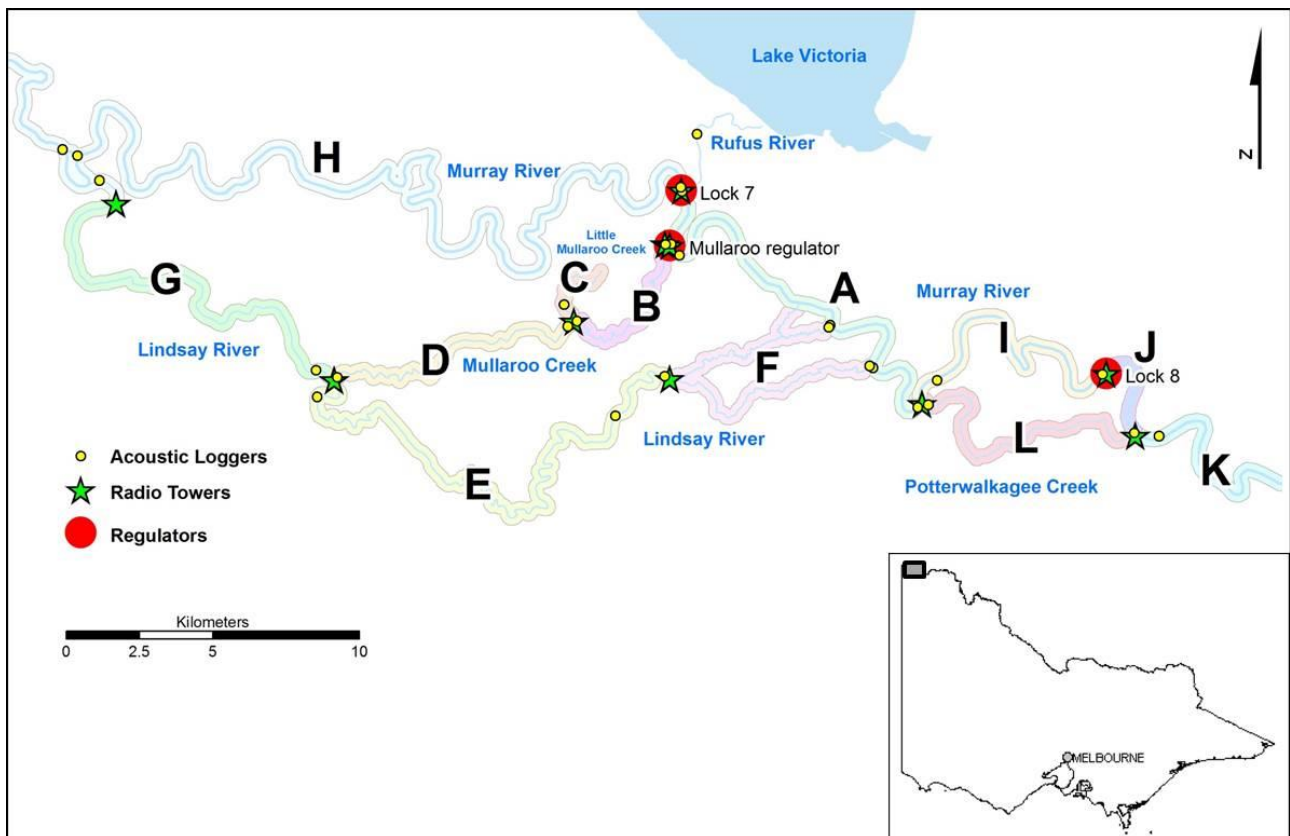 Lake Victoria
Rufus River
H
Murray River
Lock 7
Little
Mullaroo Creek
Mullaroo regulator
C
B
A
G
Murray River
I
J
Lindsay River
D
Mullaroo Creek
F
Lock 8
Lindsay River
L
K
E
Potterwalkagee Creek
Acoustic Loggers
Radio Towers
Regulators
Kilometers
0 2.5 5 10
N
MELBOURNE